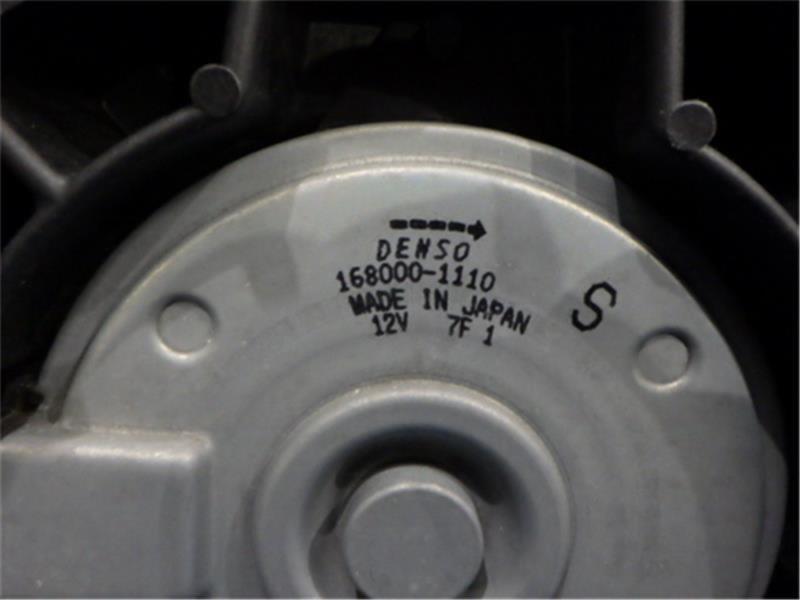 DENSO
168000-1110
MADE IN JAPAN
12V 7F 1
S